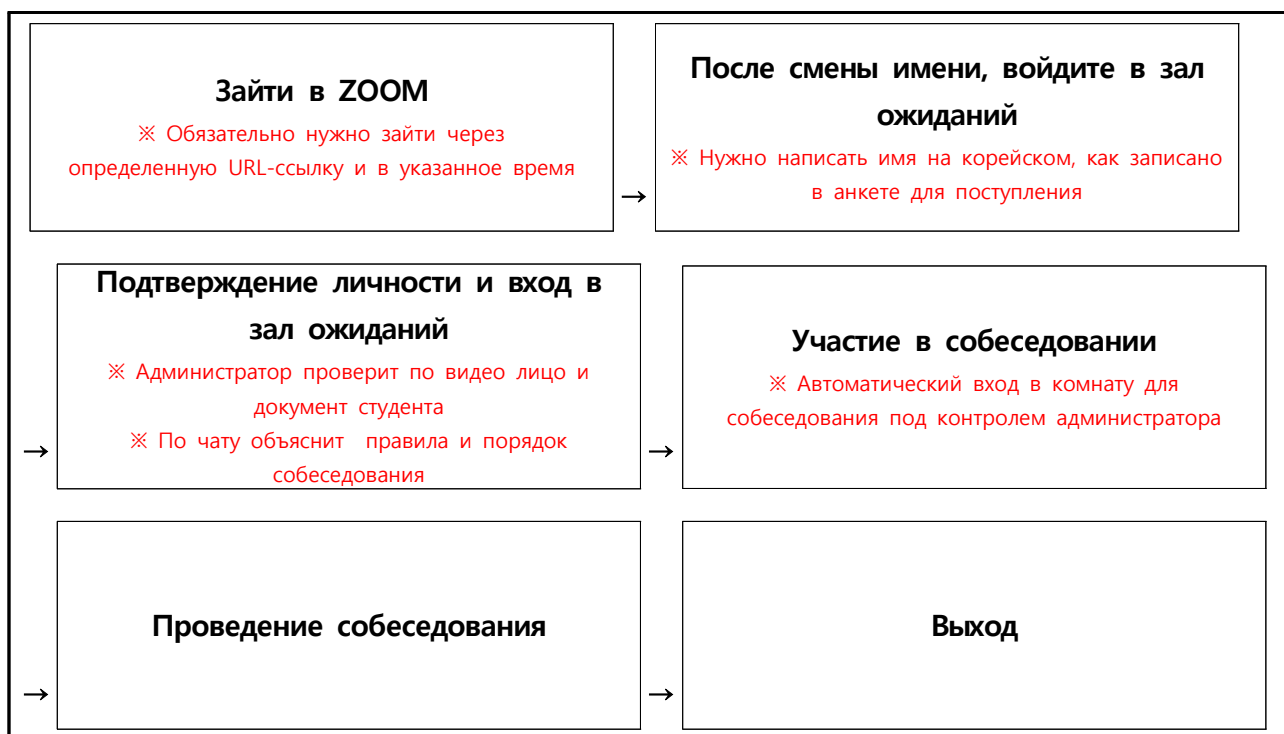 Зайти в ZOOM
※ Обязательно нужно зайти через
определенную URL-ссылку и в указанное время
→
После смены имени, войдите в зал
ожиданий
※ Нужно написать имя на корейском, как записано
в анкете для поступления
→
Подтверждение личности и вход в
зал ожиданий
※ Администратор проверит по видео лицо и
документ студента
※ По чату объяснит правила и порядок
собеседования
→
Участие в собеседовании
※ Автоматический вход в комнату для
собеседования под контролем администратора
→
Проведение собеседования
→
Выход